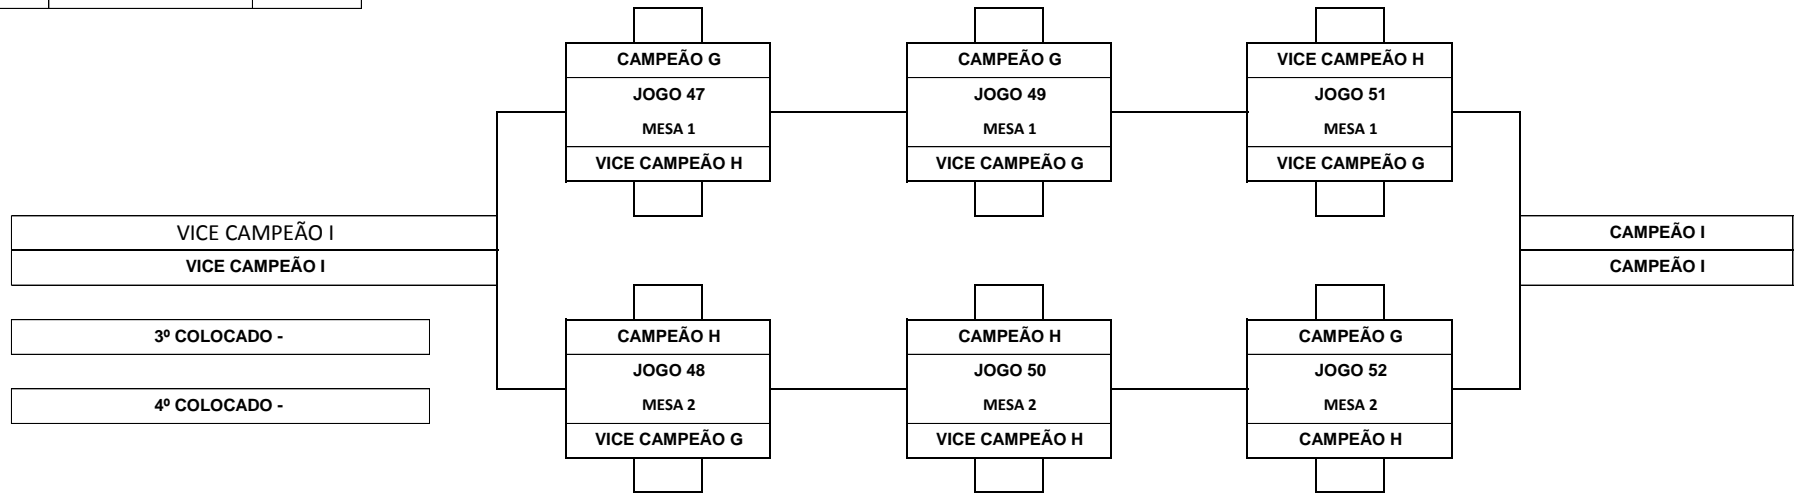 CAMPEÃO G
JOGO 47
MESA 1
VICE CAMPEÃO H
CAMPEÃO G
JOGO 49
MESA 1
VICE CAMPEÃO G
VICE CAMPEÃO H
JOGO 51
MESA 1
VICE CAMPEÃO G
VICE CAMPEÃO I
VICE CAMPEÃO I
CAMPEÃO I
CAMPEÃO I
3º COLOCADO -
4º COLOCADO -
CAMPEÃO H
JOGO 48
MESA 2
VICE CAMPEÃO G
CAMPEÃO H
JOGO 50
MESA 2
VICE CAMPEÃO H
CAMPEÃO G
JOGO 52
MESA 2
CAMPEÃO H